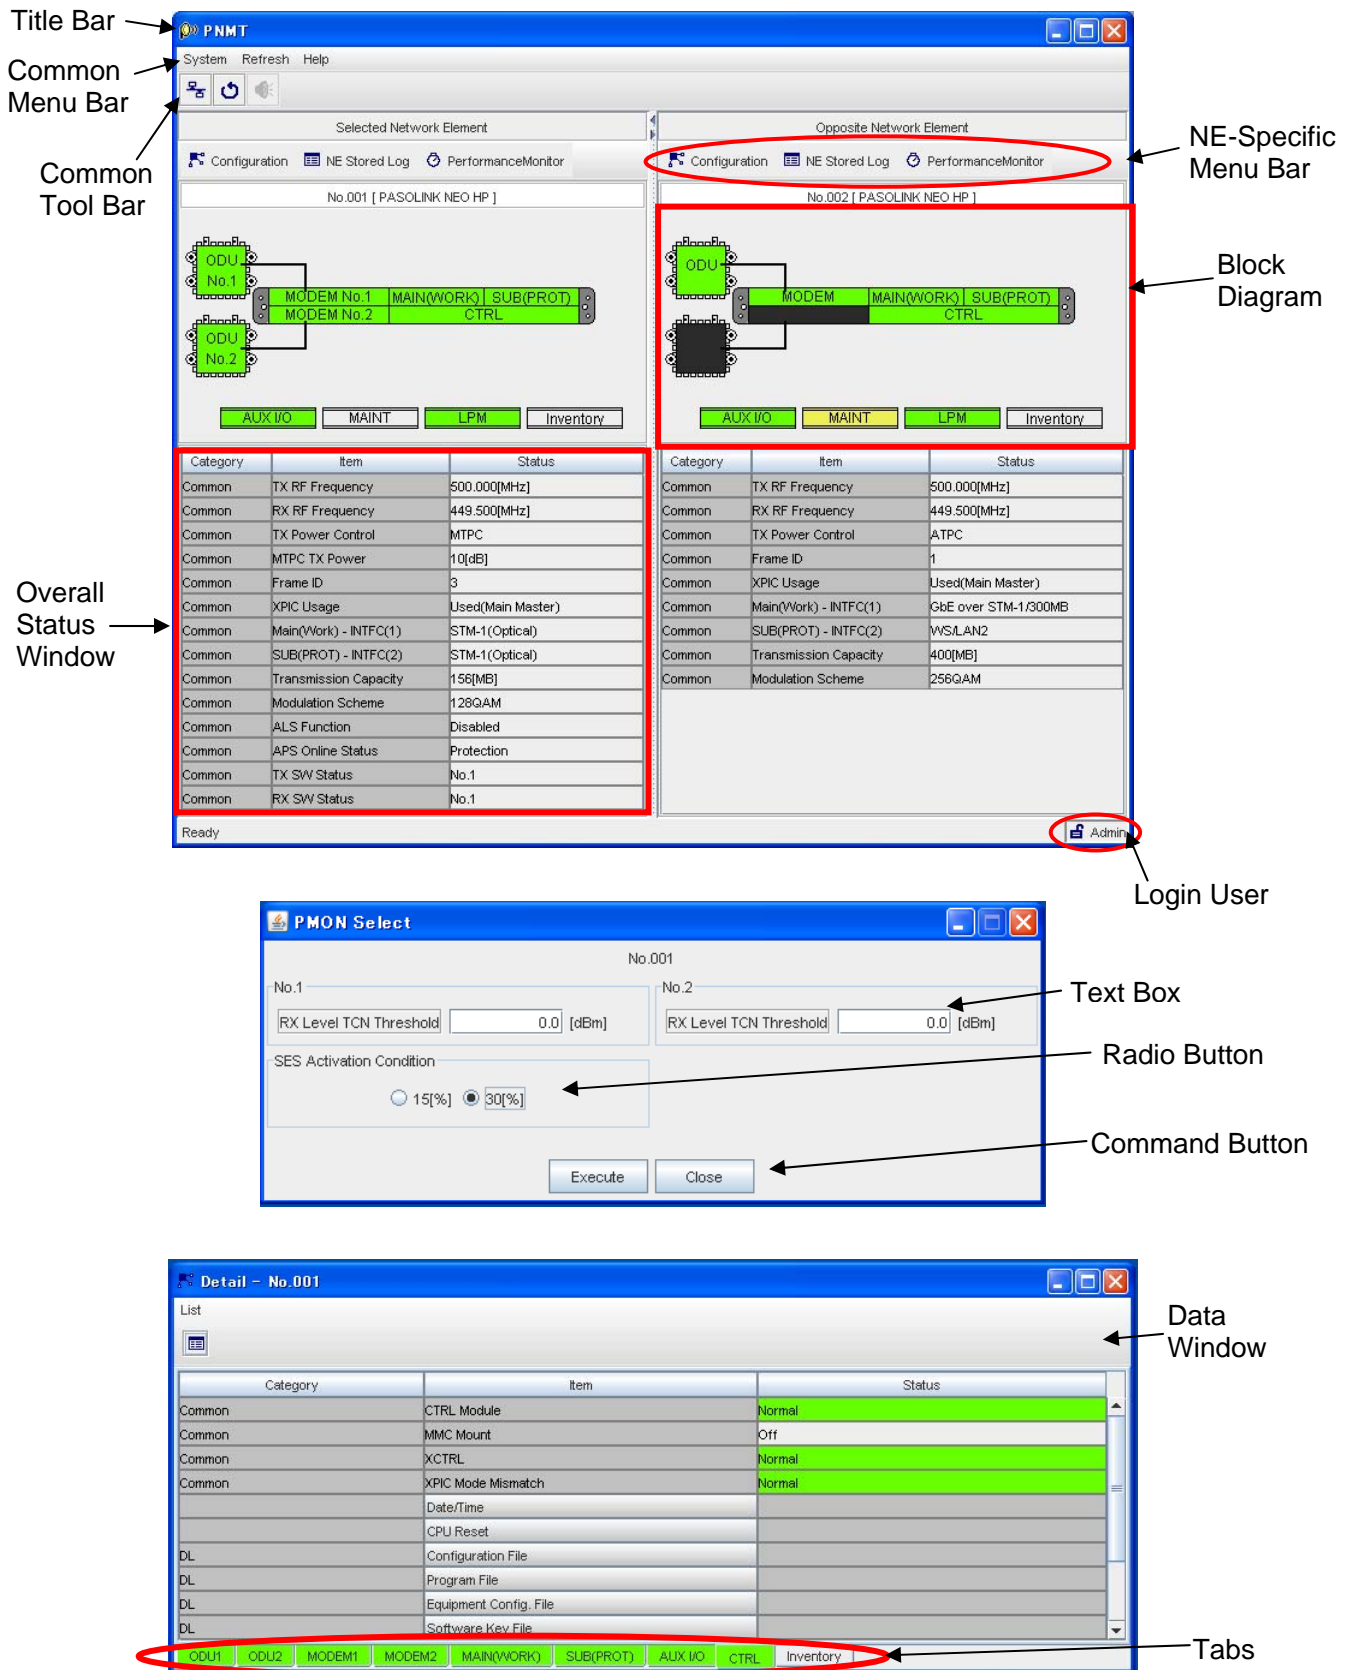 Title Bar
PNMT
Common
Menu Bar
System Refresh Help
Common
Tool Bar
Selected Network Element
Opposite Network Element
Configuration NE Stored Log PerformanceMonitor
Configuration NE Stored Log PerformanceMonitor
NE-Specific
Menu Bar
No.001 [ PASOLINK NEO HP ]
No.002 [ PASOLINK NEO HP ]
ODU
No.1
MODEM No.1 MAIN(WORK) SUB(PROT)
MODEM No.2 CTRL
ODU
No.2
AUX I/O MAINT LPM Inventory
ODU
MODEM MAIN(WORK) SUB(PROT)
CTRL
AUX I/O MAINT LPM Inventory
Block
Diagram
Overall
Status
Window
Category Item Status
Common TX RF Frequency 500.000[MHz]
Common RX RF Frequency 449.500[MHz]
Common TX Power Control MTPC
Common MTPC TX Power 10[dB]
Common Frame ID 3
Common XPIC Usage Used(Main Master)
Common Main(Work) - INTFC(1) STM-1(Optical)
Common SUB(PROT) - INTFC(2) STM-1(Optical)
Common Transmission Capacity 156[MB]
Common Modulation Scheme 128QAM
Common ALS Function Disabled
Common APS Online Status Protection
Common TX SW Status No.1
Common RX SW Status No.1
Category Item Status
Common TX RF Frequency 500.000[MHz]
Common RX RF Frequency 449.500[MHz]
Common TX Power Control ATPC
Common Frame ID 1
Common XPIC Usage Used(Main Master)
Common Main(Work) - INTFC(1) GbE over STM-1/300MB
Common SUB(PROT) - INTFC(2) WS/LAN2
Common Transmission Capacity 400[MB]
Common Modulation Scheme 256QAM
Ready
Admin
Login User
PMON Select
No.001
No.1
RX Level TCN Threshold 0.0 [dBm]
No.2
RX Level TCN Threshold 0.0 [dBm]
Text Box
SES Activation Condition
15[%] 30[%]
Radio Button
Execute Close
Command Button
Detail - No.001
List
Data
Window
Category Item Status
Common CTRL Module Normal
Common MMC Mount Off
Common XCTRL Normal
Common XPIC Mode Mismatch Normal
Date/Time
CPU Reset
DL Configuration File
DL Program File
DL Equipment Config. File
DL Software Key File
ODU1 ODU2 MODEM1 MODEM2 MAIN(WORK) SUB(PROT) AUX I/O CTRL Inventory
Tabs